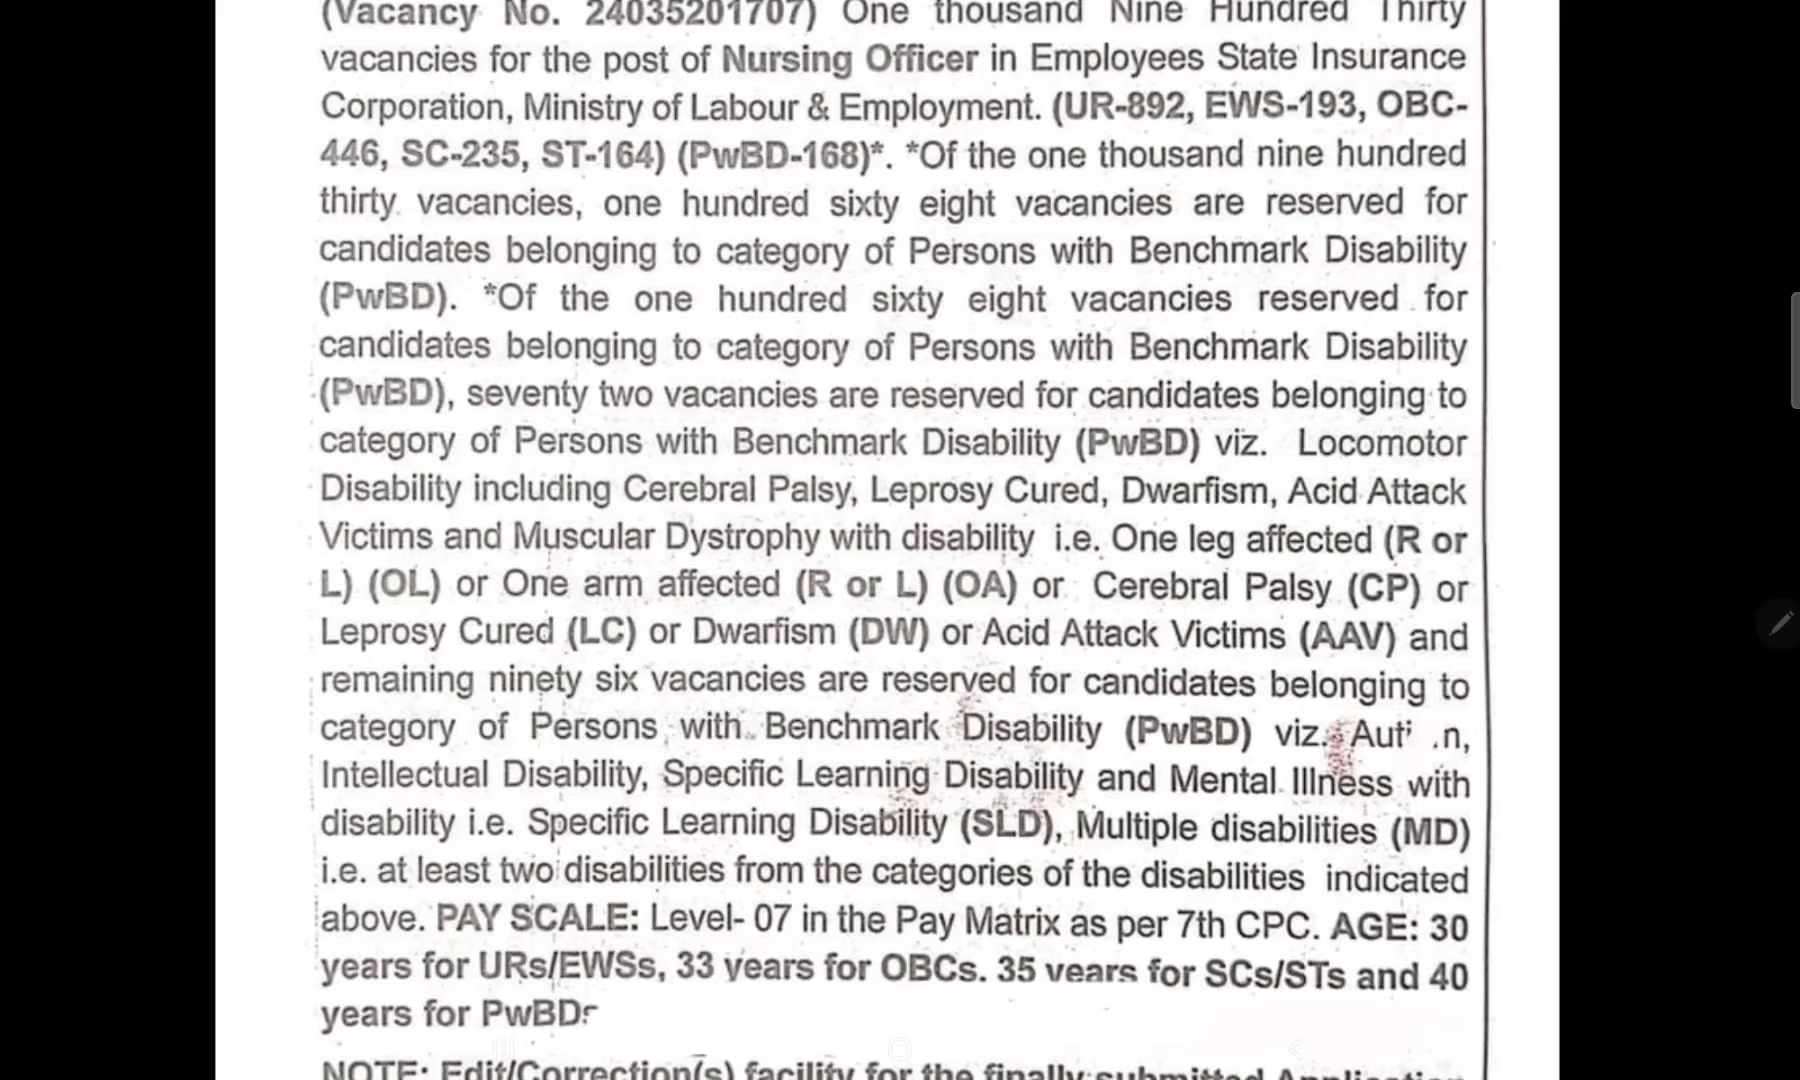 (Vacancy No. 24035201707) One thousand Nine Hundred Thirty
vacancies for the post of Nursing Officer in Employees State Insurance
Corporation, Ministry of Labour & Employment. (UR-892, EWS-193, OBC-
446, SC-235, ST-164) (PwBD-168)*. *Of the one thousand nine hundred
thirty vacancies, one hundred sixty eight vacancies are reserved for
candidates belonging to category of Persons with Benchmark Disability
(PwBD). *Of the one hundred sixty eight vacancies reserved for
candidates belonging to category of Persons with Benchmark Disability
(PwBD), seventy two vacancies are reserved for candidates belonging to
category of Persons with Benchmark Disability (PwBD) viz. Locomotor
Disability including Cerebral Palsy, Leprosy Cured, Dwarfism, Acid Attack
Victims and Muscular Dystrophy with disability i.e. One leg affected (R or
L) (OL) or One arm affected (R or L) (OA) or Cerebral Palsy (CP) or
Leprosy Cured (LC) or Dwarfism (DW) or Acid Attack Victims (AAV) and
remaining ninety six vacancies are reserved for candidates belonging to
category of Persons with Benchmark Disability (PwBD) viz.
Intellectual Disability, Specific Learning Disability and Mental Illness with
disability i.e. Specific Learning Disability (SLD), Multiple disabilities (MD)
i.e. at least two disabilities from the categories of the disabilities indicated
above. PAY SCALE: Level- 07 in the Pay Matrix as per 7th CPC. AGE: 30
years for URs/EWSs, 33 years for OBCs. 35 years for SCs/STs and 40
years for PwBDs
NOTE: Edit/Correction(s) facility for the finally submitted Application